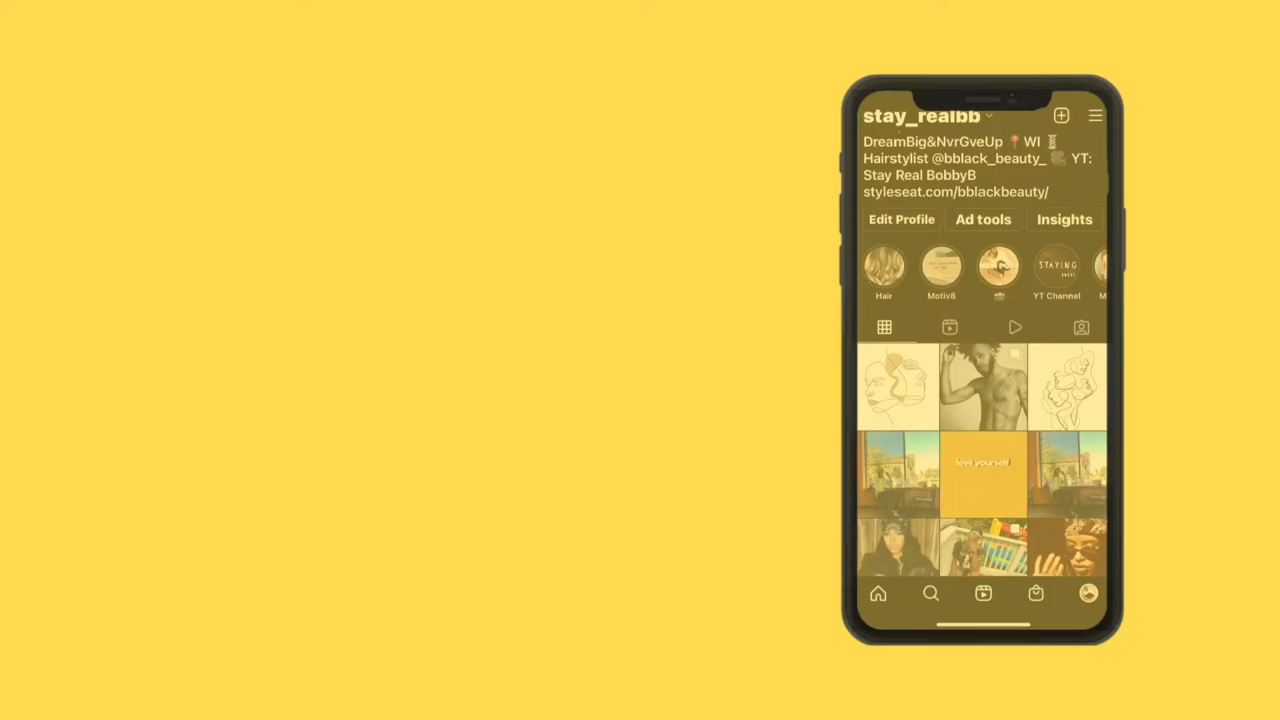 stay_realbb
DreamBig&NvrGveUp 📍WI 💈
Hairstylist @bblack_beauty_ YT:
Stay Real BobbyB
styleseat.com/bblackbeauty/
Edit Profile Ad tools Insights
STAYING
Hair Motiv8 YT Channel M
love yourself